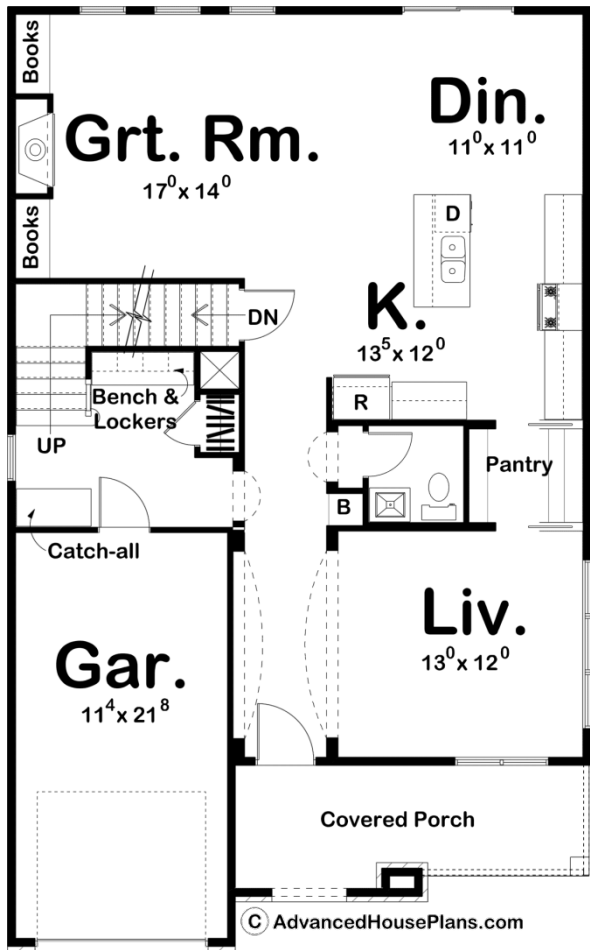 Books
Grt. Rm.
17⁰ x 14⁰
Din.
11⁰ x 11⁰
Books
D
K.
13⁵ x 12⁰
DN
R
Bench &
Lockers
UP
Pantry
B
Catch-all
Liv.
13⁰ x 12⁰
Gar.
11⁴ x 21⁸
Covered Porch
© AdvancedHousePlans.com